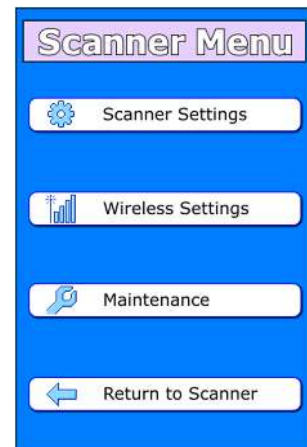 Scanner Menu
Scanner Settings
Wireless Settings
Maintenance
Return to Scanner